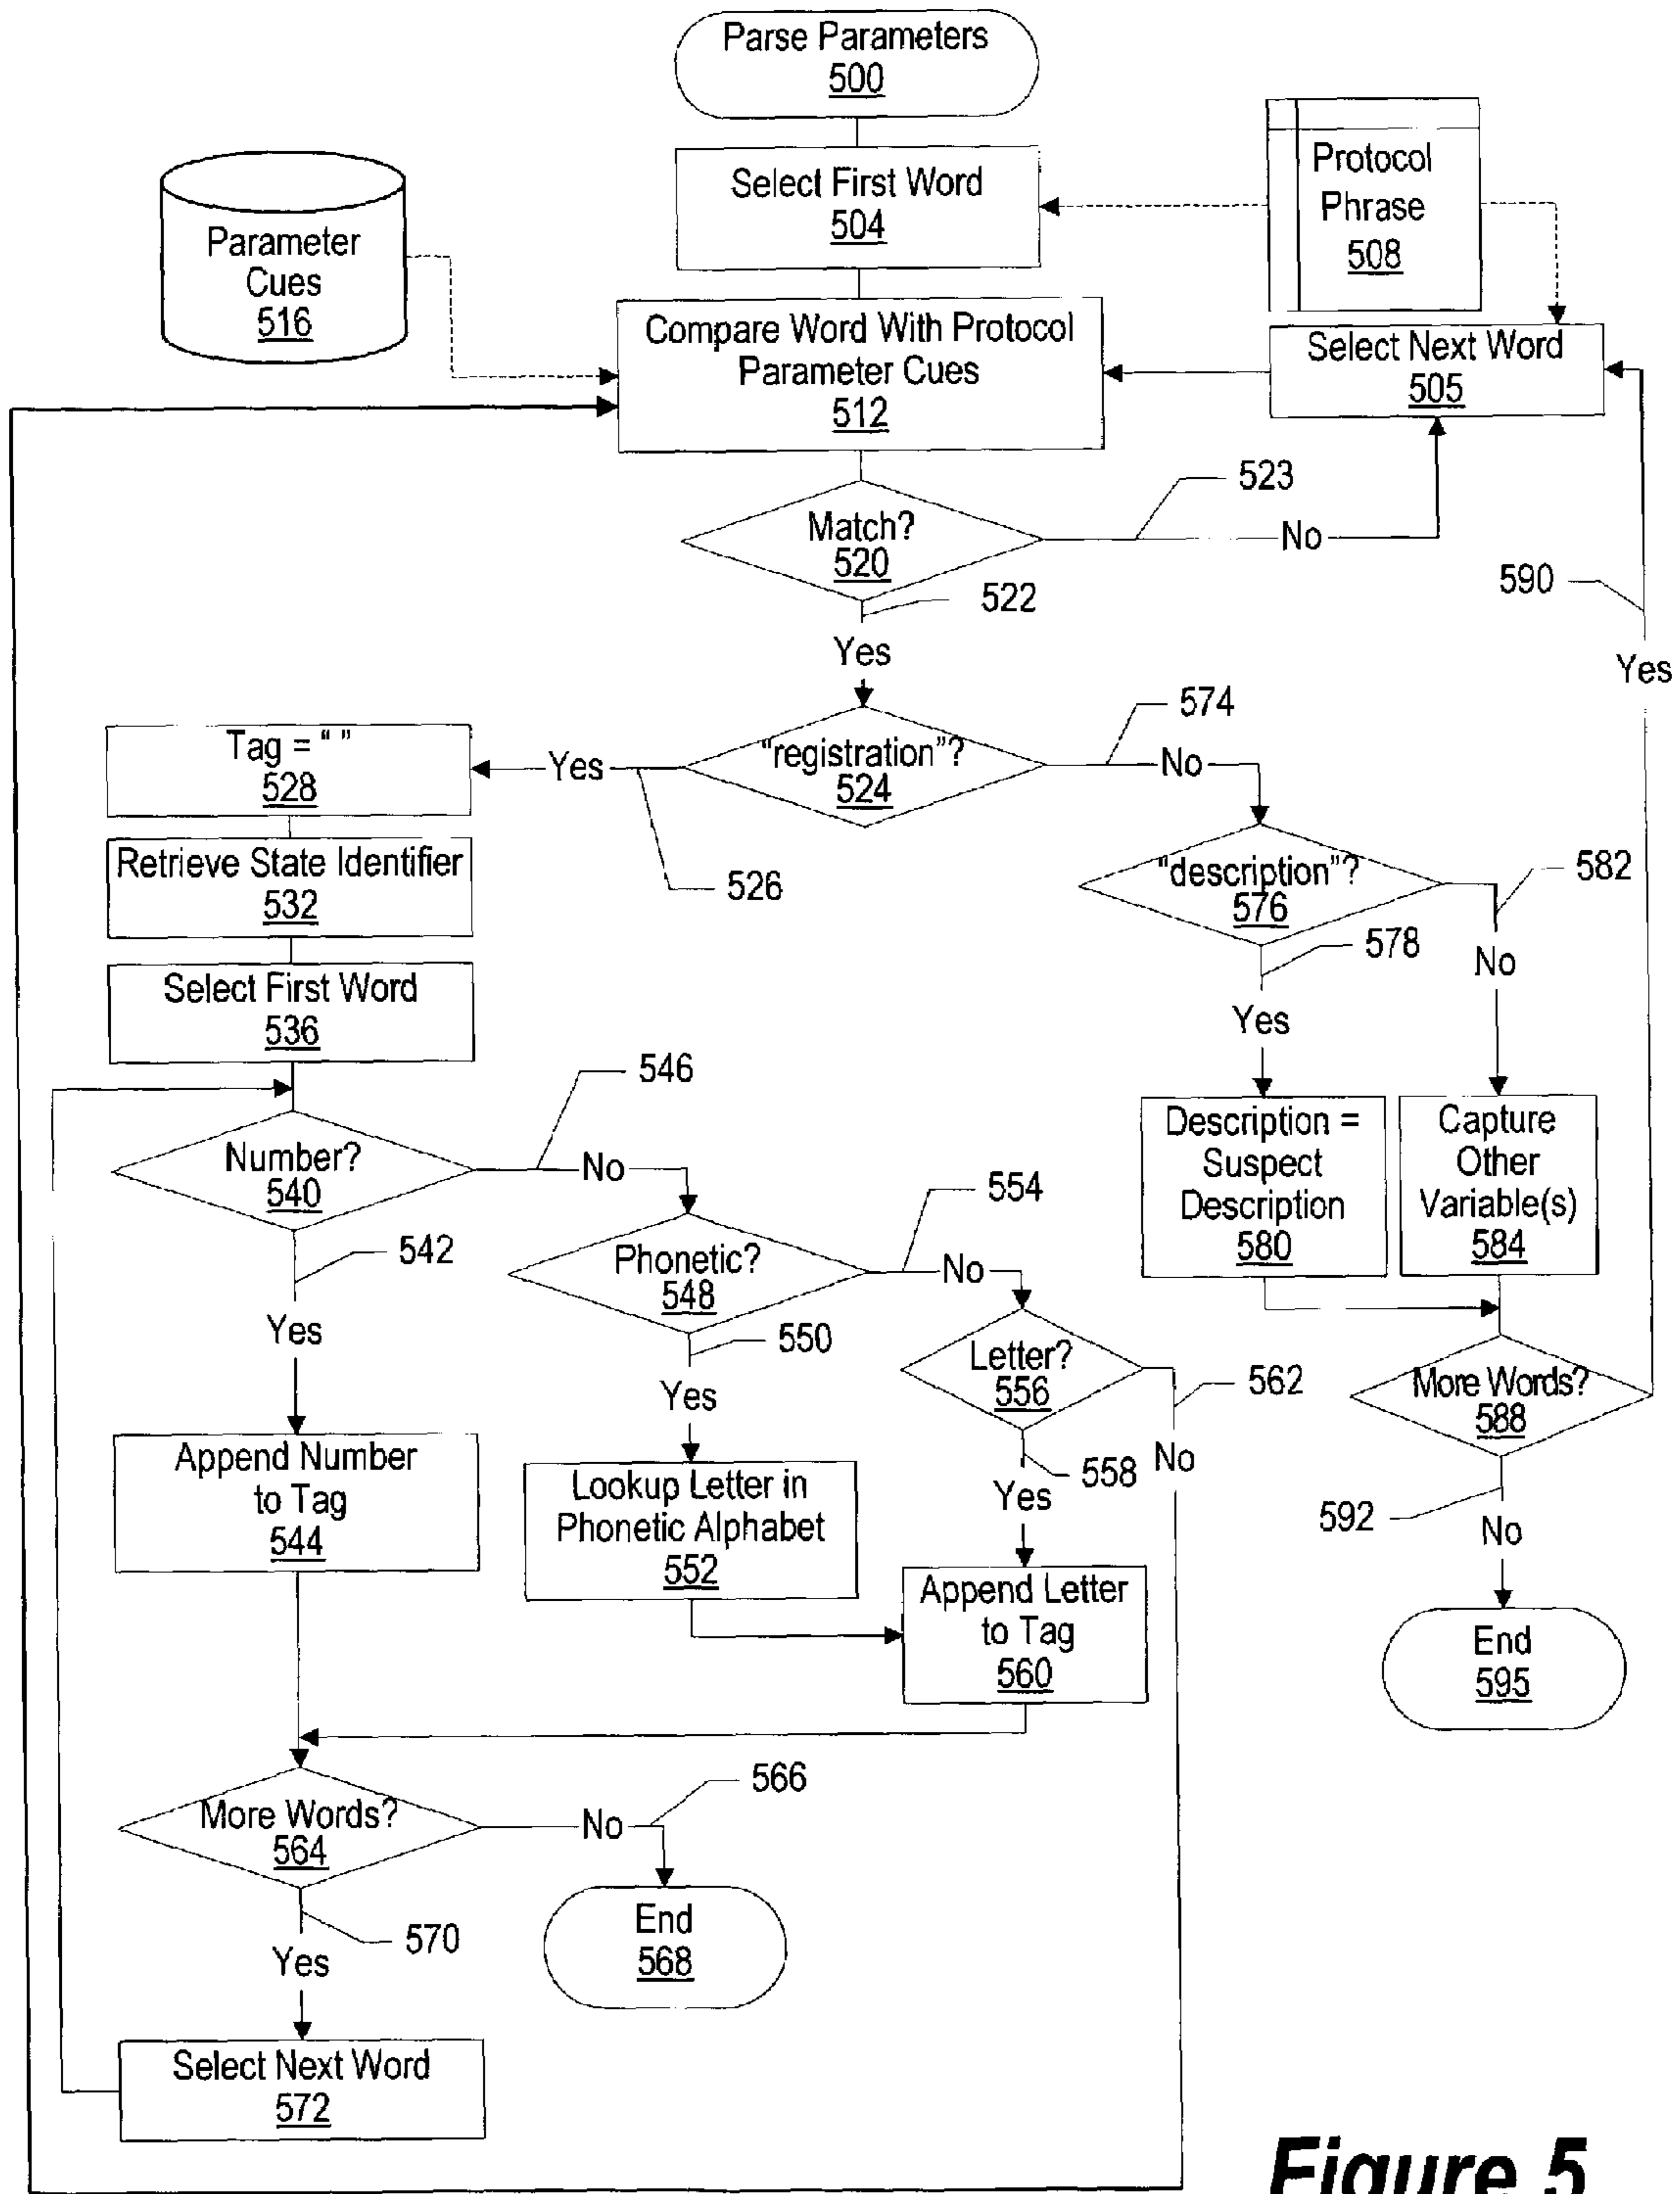 Parse Parameters
500
Select First Word
504
Protocol
Phrase
508
Parameter
Cues
516
Compare Word With Protocol
Parameter Cues
512
Select Next Word
505
Match?
520
523
No
522
Yes
590
Yes
"registration"?
524
574
No
Yes
526
Tag = " "
528
Retrieve State Identifier
532
Select First Word
536
"description"?
576
582
578
No
Yes
Number?
540
546
No
542
Yes
Phonetic?
548
554
No
550
Yes
Letter?
556
562
No
558
Yes
Description =
Suspect
Description
580
Capture
Other
Variable(s)
584
More Words?
588
592
No
End
595
Append Number
to Tag
544
Lookup Letter in
Phonetic Alphabet
552
Append Letter
to Tag
560
More Words?
564
566
No
End
568
570
Yes
Select Next Word
572
Figure 5